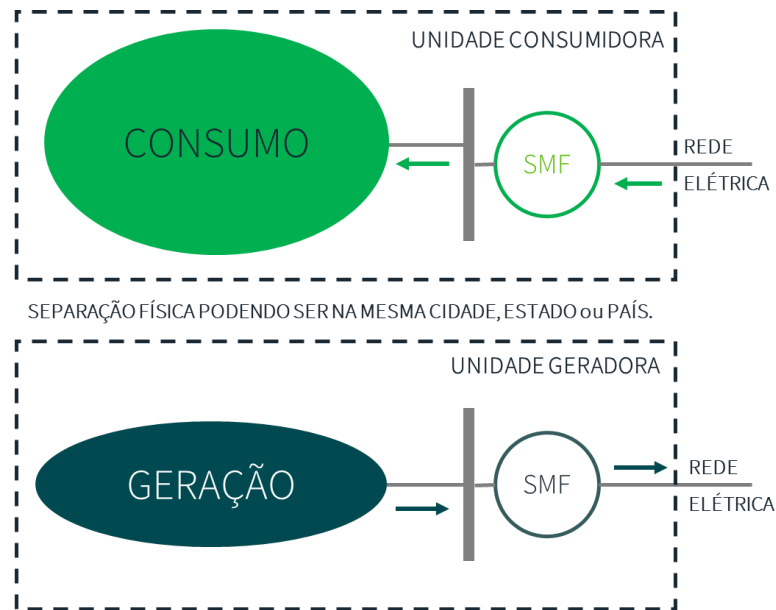 UNIDADE CONSUMIDORA
CONSUMO
SMF
REDE
ELÉTRICA
SEPARAÇÃO FÍSICA PODENDO SER NA MESMA CIDADE, ESTADO ou PAÍS.
UNIDADE GERADORA
GERAÇÃO
SMF
REDE
ELÉTRICA